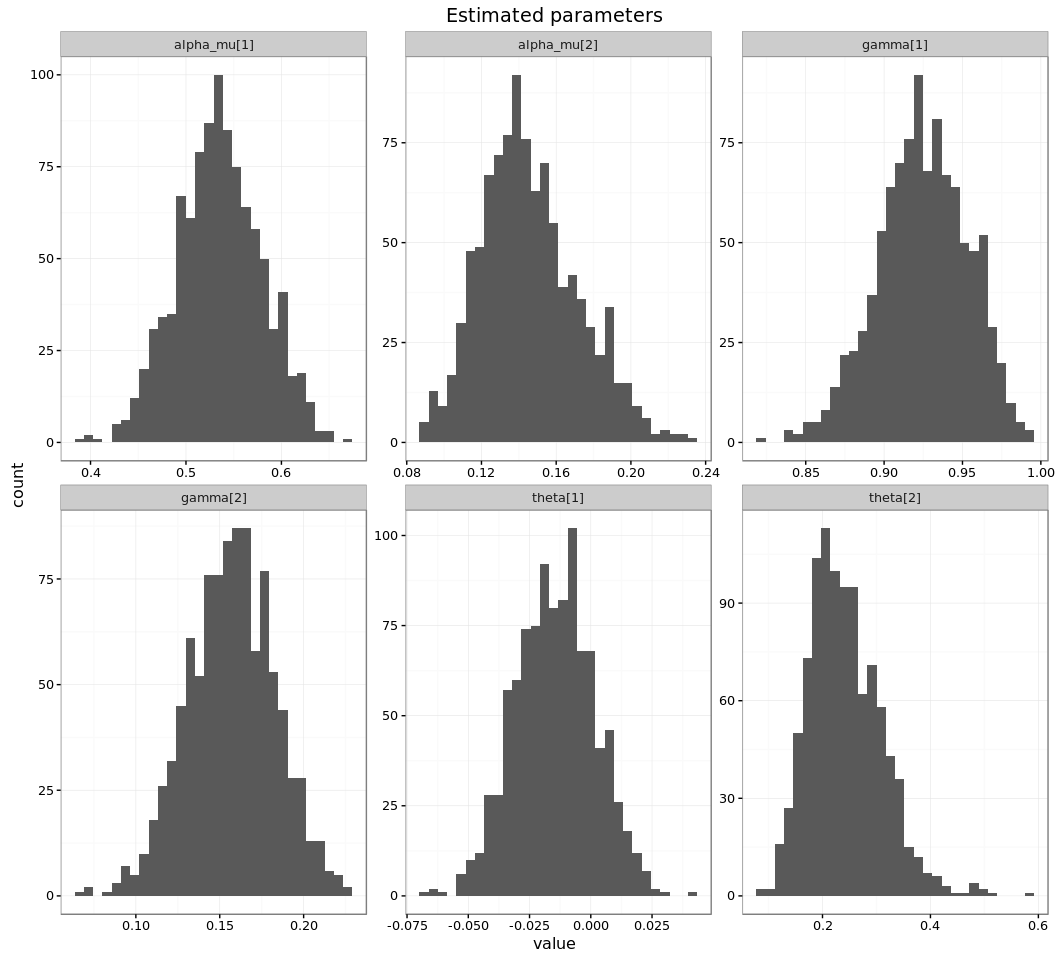 Estimated parameters
alpha_mu[1] alpha_mu[2] gamma[1]
100
75
50
25
0
0.4 0.5 0.6
75
50
25
0
0.08 0.12 0.16 0.20 0.24
75
50
25
0
0.85 0.90 0.95 1.00
count
gamma[2] theta[1] theta[2]
75
50
25
0
0.10 0.15 0.20
100
75
50
25
0
-0.075 -0.050 -0.025 0.000 0.025
90
60
30
0
0.2 0.4 0.6
value